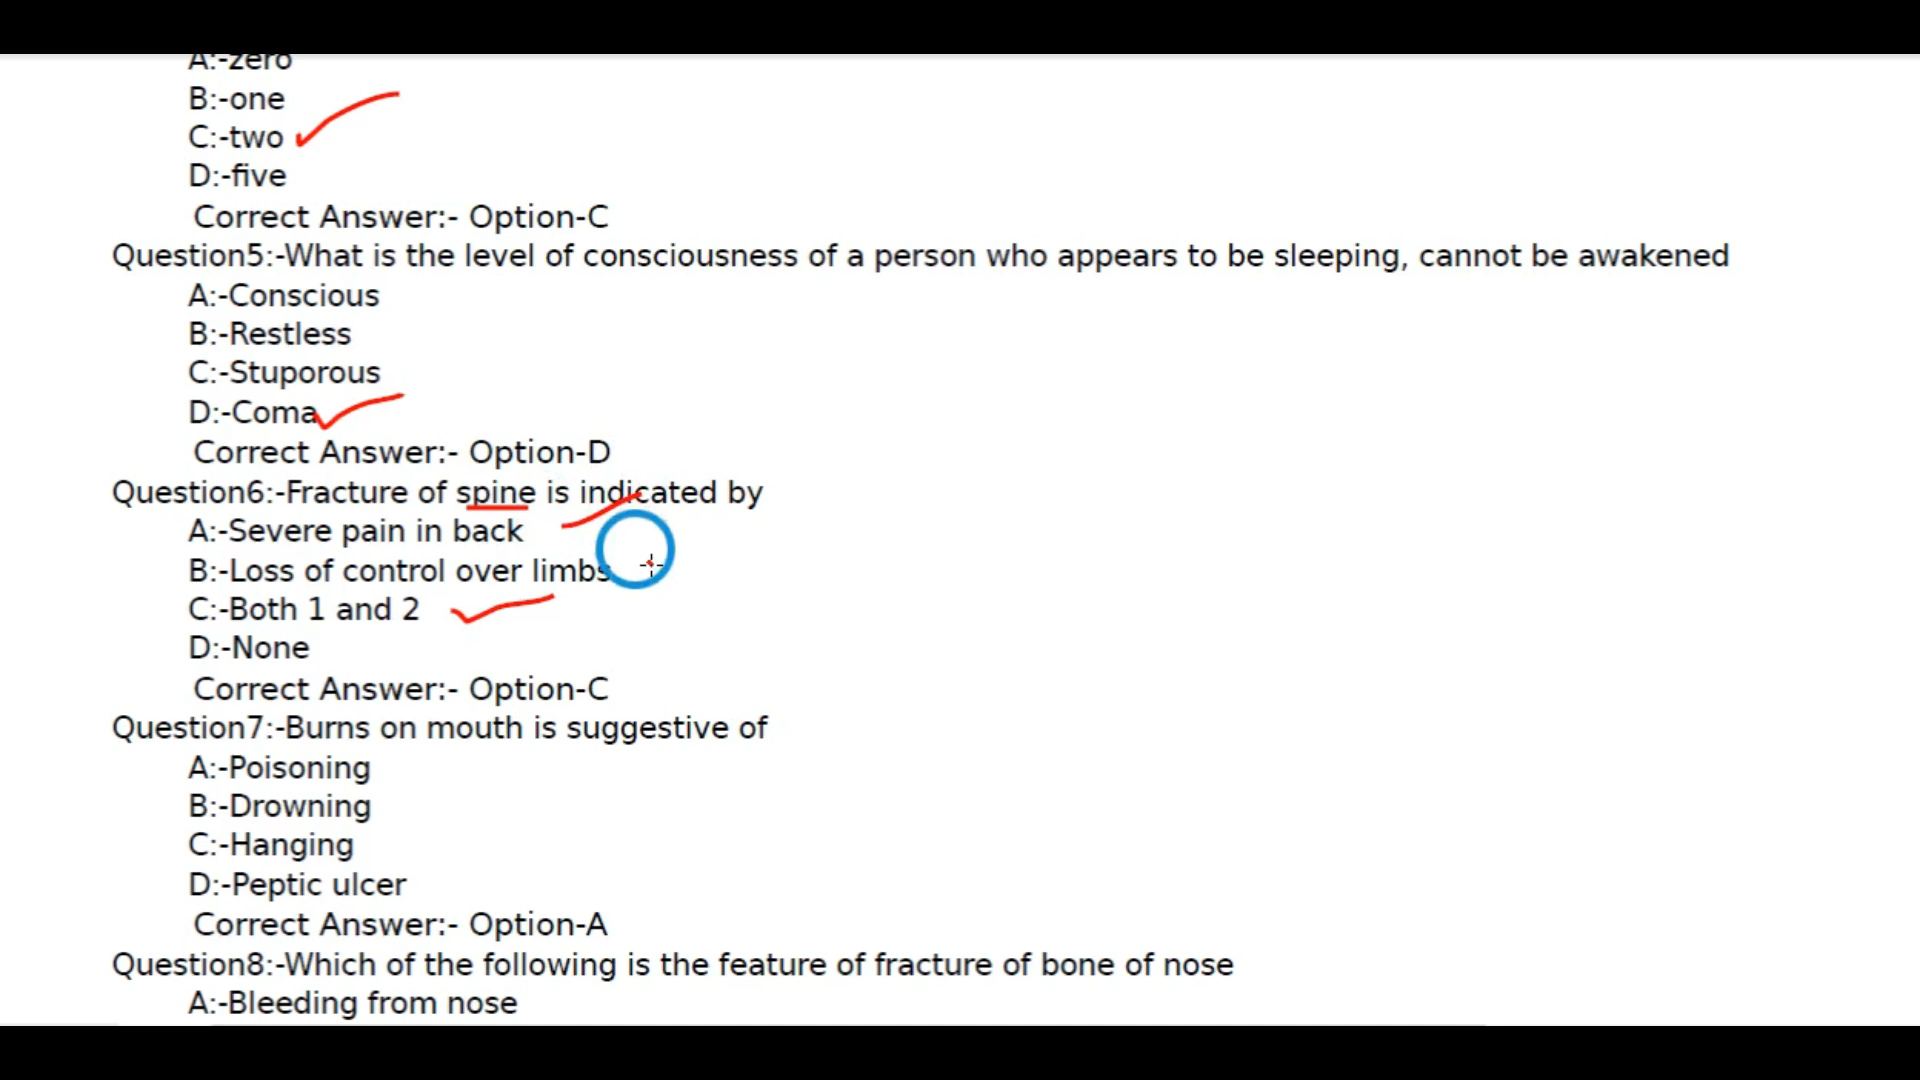 A:-zero
B:-one
C:-two
D:-five
Correct Answer:- Option-C
Question5:-What is the level of consciousness of a person who appears to be sleeping, cannot be awakened
A:-Conscious
B:-Restless
C:-Stuporous
D:-Coma
Correct Answer:- Option-D
Question6:-Fracture of spine is indicated by
A:-Severe pain in back
B:-Loss of control over limbs
C:-Both 1 and 2
D:-None
Correct Answer:- Option-C
Question7:-Burns on mouth is suggestive of
A:-Poisoning
B:-Drowning
C:-Hanging
D:-Peptic ulcer
Correct Answer:- Option-A
Question8:-Which of the following is the feature of fracture of bone of nose
A:-Bleeding from nose